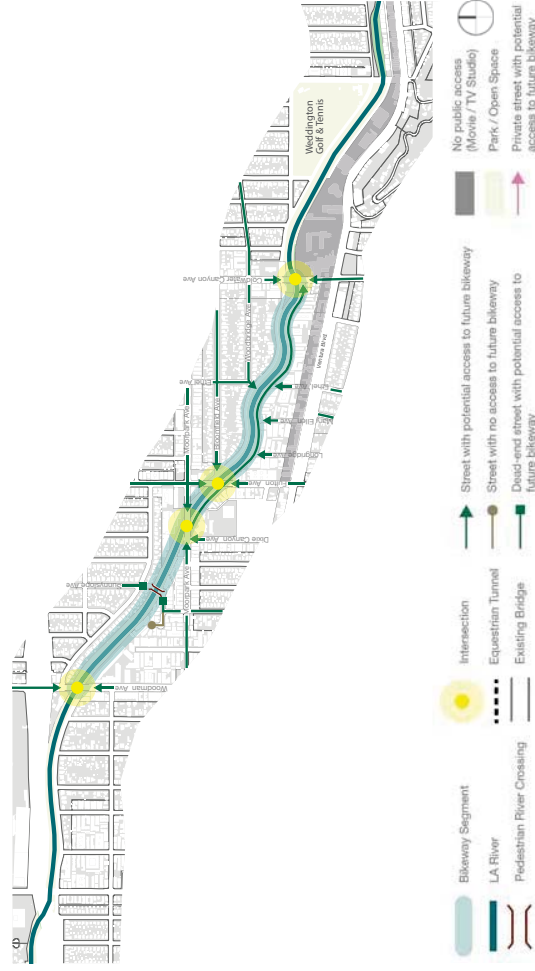 Weddington
Golf & Tennis
Coldwater Canyon Ave
Woodbridge Ave
Ventura Blvd
Ethel Ave
Ethel Ave
Mary Ellen Ave
Longridge Ave
Bloomfield Ave
Moorpark Ave
Fulton Ave
Dixie Canyon Ave
Moorpark Ave
Sunnyslope Ave
Woodman Ave
Bikeway Segment
LA River
Pedestrian River Crossing
Intersection
Equestrian Tunnel
Existing Bridge
Street with potential access to future bikeway
Street with no access to future bikeway
Dead-end street with potential access to
future bikeway
No public access
(Movie / TV Studio)
Park / Open Space
Private street with potential
access to future bikeway